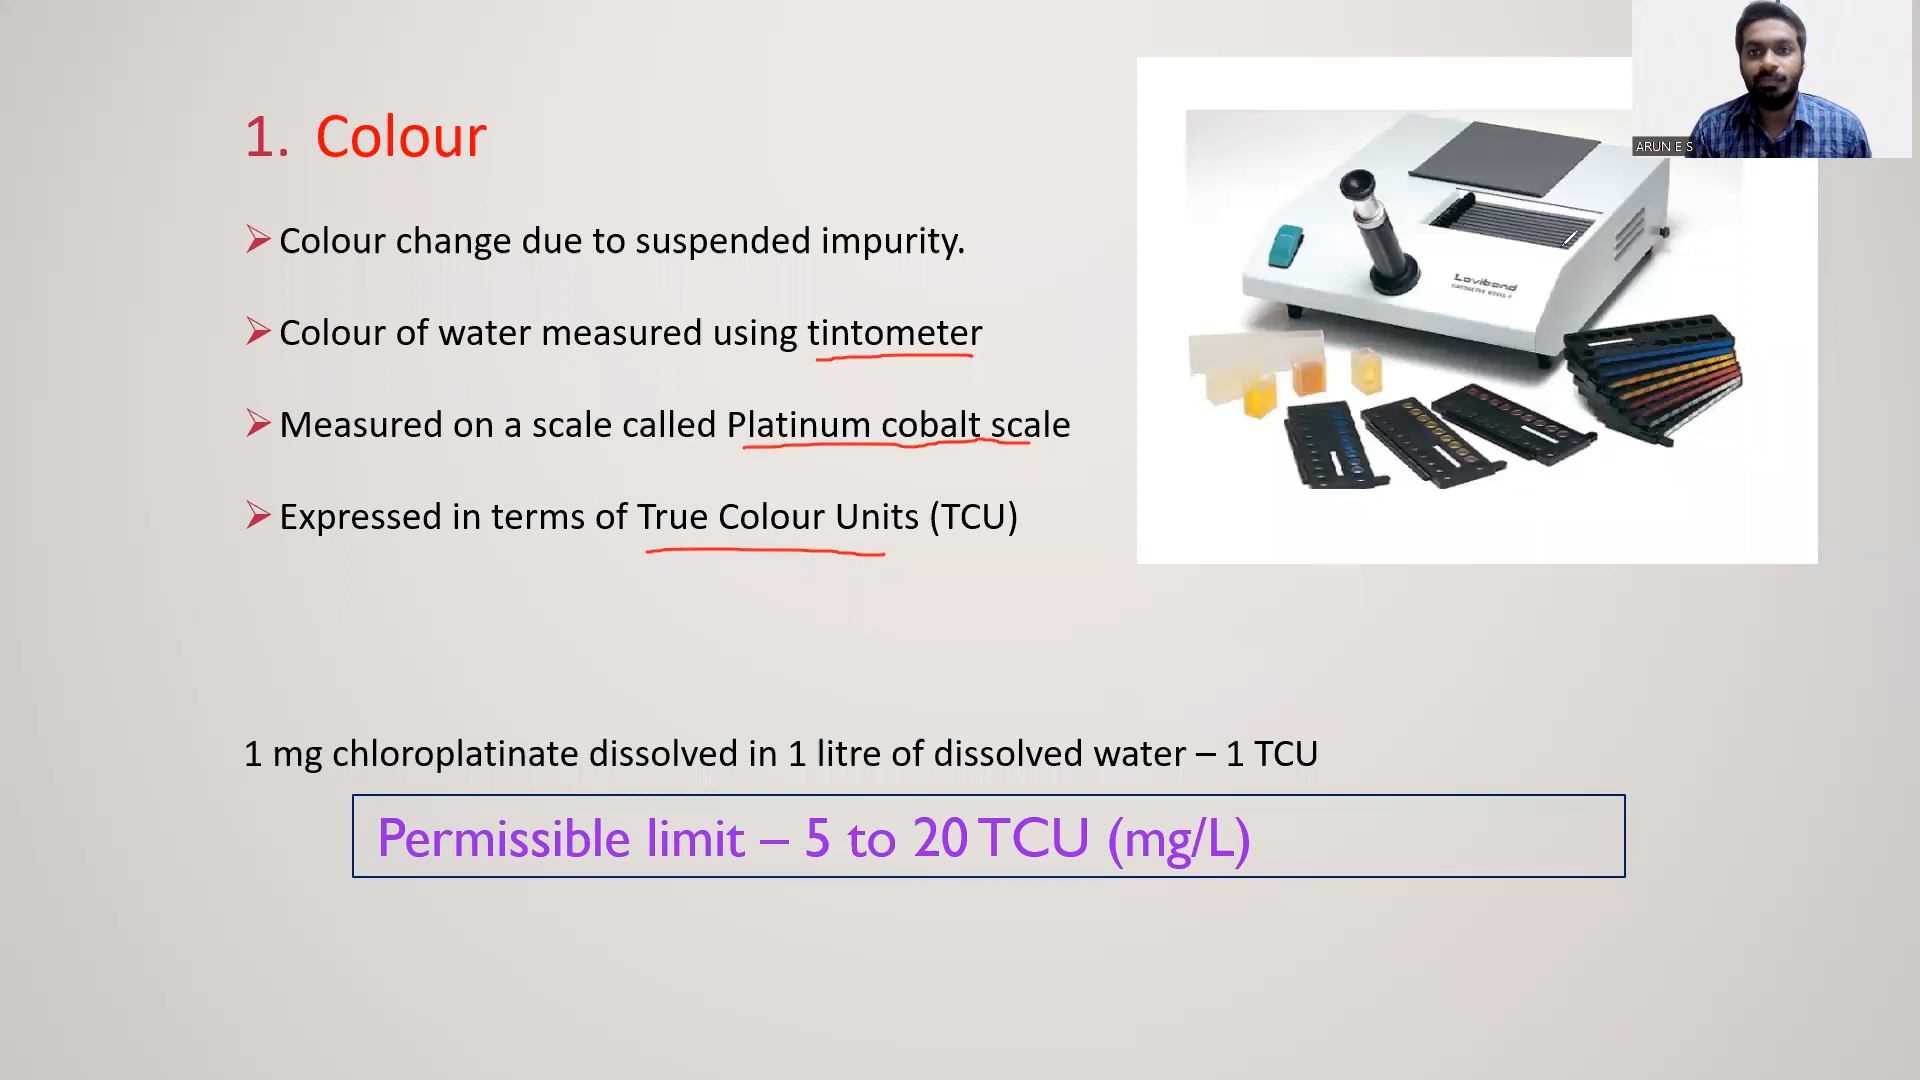 1. Colour
Colour change due to suspended impurity.
Colour of water measured using tintometer
Measured on a scale called Platinum cobalt scale
Expressed in terms of True Colour Units (TCU)
1 mg chloroplatinate dissolved in 1 litre of dissolved water – 1 TCU
Permissible limit – 5 to 20 TCU (mg/L)
Lovibond
ARUN E S